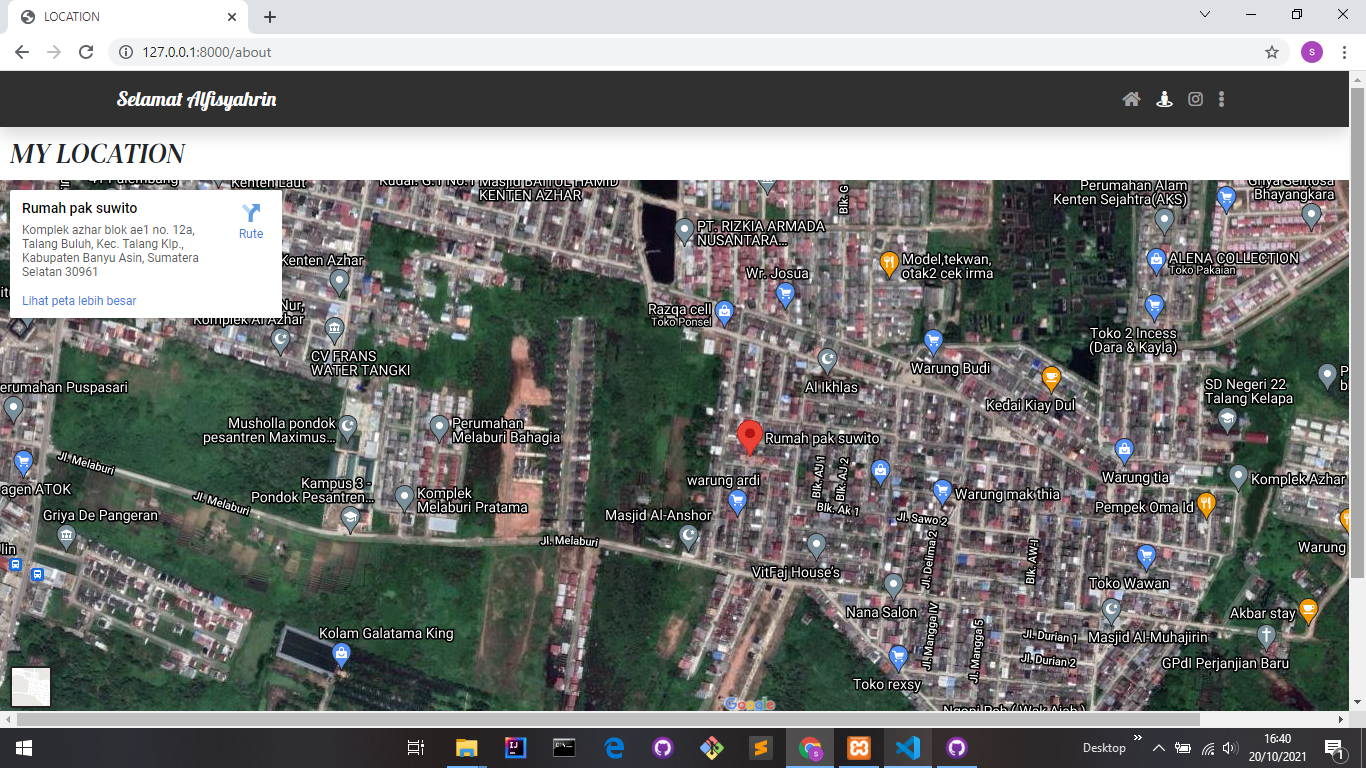 LOCATION
127.0.0.1:8000/about
Selamat Alfisyahrin
MY LOCATION
Rumah pak suwito
Komplek azhar blok ae1 no. 12a,
Talang Buluh, Kec. Talang Klp.,
Kabupaten Banyu Asin, Sumatera
Selatan 30961
Rute
Lihat peta lebih besar
Kenten Laut
Masjid BAITUL HAMID
KENTEN AZHAR
Blk. G
Perumahan Alam
Kenten Sejahtra(AKS)
Griya Sentosa
Bhayangkara
PT. RIZKIA ARMADA
NUSANTARA...
Kenten Azhar
Wr. Josua
Model,tekwan,
otak2 cek irma
ALENA COLLECTION
Toko Pakaian
Razqa cell
Toko Ponsel
Nur,
Komplek Al Azhar
CV FRANS
WATER TANGKI
Toko 2 Incess
(Dara & Kayla)
Warung Budi
Al Ikhlas
Kedai Kiay Dul
SD Negeri 22
Talang Kelapa
Perumahan Puspasari
Musholla pondok
pesantren Maximus...
Perumahan
Melaburi Bahagia
Rumah pak suwito
Jl. Melaburi
Blk. AJ 1
Blk. AJ 2
warung ardi
Warung tia
Komplek Azhar
agen ATOK
Kampus 3 -
Pondok Pesantren...
Komplek
Melaburi Pratama
Jl. Melaburi
Warung mak thia
Blk. Ak 1
Pempek Oma Id
Griya De Pangeran
Masjid Al-Anshor
Jl. Sawo 2
Jl. Melaburi
Jl. Delima 2
Blk. AW-I
Warung
VitFaj House's
Toko Wawan
Nana Salon
Jl. Mangga IV
Jl. Mangga 5
Akbar stay
Kolam Galatama King
Jl. Durian 1
Masjid Al-Muhajirin
Jl. Durian 2
GPdI Perjanjian Baru
Toko rexsy
Google
Desktop
16:40
20/10/2021
1